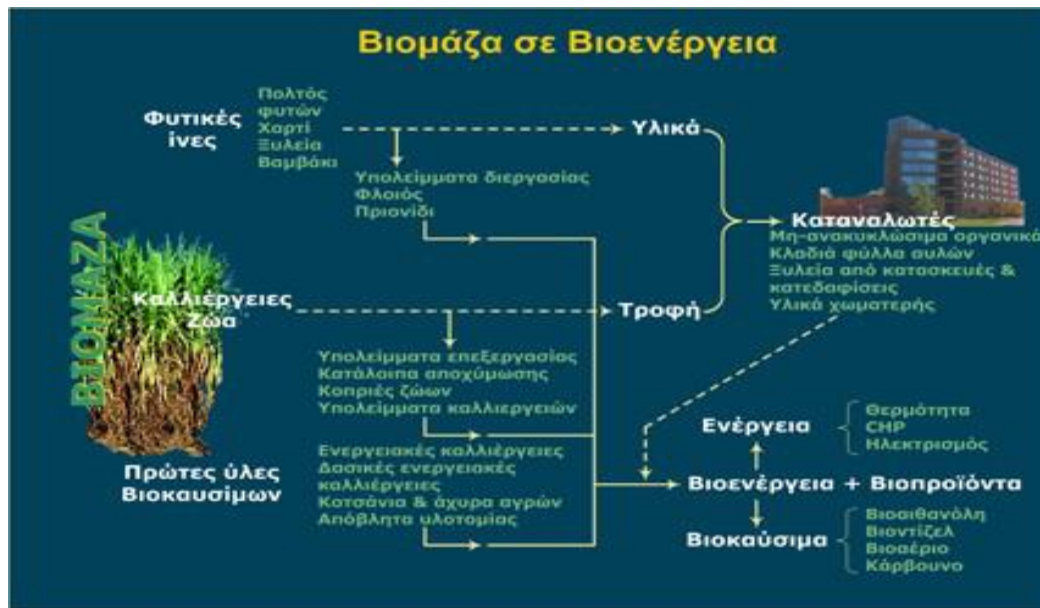 Βιομάζα σε Βιοενέργεια
Φυτικές
ίνες
Πολτός
φυτών
Χαρτί
Ξυλεία
Βαμβάκι
Υλικά
Υπολείμματα διεργασίας
Φλοιός
Πριονίδι
Καταναλωτές
Μη-ανακυκλώσιμα οργανικά
Κλαδιά φύλλα αυλών
Ξυλεία από κατασκευές &
κατεδαφίσεις
Υλικά χωματερής
ΒΙΟΜΑΖΑ
Καλλιέργειες
Ζώα
Τροφή
Υπολείμματα επεξεργασίας
Κατάλοιπα αποχύμωσης
Κοπριές ζώων
Υπολείμματα καλλιεργειών
Πρώτες ύλες
Βιοκαυσίμων
Ενεργειακές καλλιέργειες
Δασικές ενεργειακές
καλλιέργειες
Κοτσάνια & άχυρα αγρών
Απόβλητα υλοτομίας
Ενέργεια
Θερμότητα
CHP
Ηλεκτρισμός
Βιοενέργεια + Βιοπροϊόντα
Βιοκαύσιμα
Βιοαιθανόλη
Βιοντίζελ
Βιοαέριο
Κάρβουνο